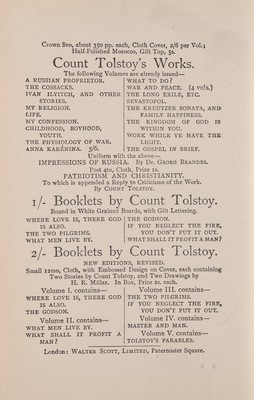 Crown 8vo, about 350 pp. each, Cloth Cover, 2/6 per Vol.;
Half-Polished Morocco, Gilt Top, 5s.
Count Tolstoy's Works.
The following Volumes are already issued—
A RUSSIAN PROPRIETOR.
THE COSSACKS.
IVAN ILYITCH, AND OTHER
STORIES.
MY RELIGION.
LIFE.
MY CONFESSION.
CHILDHOOD, BOYHOOD,
YOUTH.
THE PHYSIOLOGY OF WAR.
ANNA KARÉNINA. 3/6.
WHAT TO DO?
WAR AND PEACE. (4 vols.)
THE LONG EXILE, ETC.
SEVASTOPOL.
THE KREUTZER SONATA, AND
FAMILY HAPPINESS.
THE KINGDOM OF GOD IS
WITHIN YOU.
WORK WHILE YE HAVE THE
LIGHT.
THE GOSPEL IN BRIEF.
Uniform with the above—
IMPRESSIONS OF RUSSIA. By DR. GEORG BRANDES.
Post 4to, Cloth, Price 1s.
PATRIOTISM AND CHRISTIANITY.
To which is appended a Reply to Criticisms of the Work.
By COUNT TOLSTOY.
1/- Booklets by Count Tolstoy.
Bound in White Grained Boards, with Gilt Lettering.
WHERE LOVE IS, THERE GOD
IS ALSO.
THE TWO PILGRIMS.
WHAT MEN LIVE BY.
THE GODSON.
IF YOU NEGLECT THE FIRE,
YOU DON'T PUT IT OUT.
WHAT SHALL IT PROFIT A MAN?
2/- Booklets by Count Tolstoy.
NEW EDITIONS, REVISED.
Small 12mo, Cloth, with Embossed Design on Cover, each containing
Two Stories by Count Tolstoy, and Two Drawings by
H. R. Millar. In Box, Price 2s. each.
Volume I. contains—
WHERE LOVE IS, THERE GOD
IS ALSO.
THE GODSON.
Volume II. contains—
WHAT MEN LIVE BY.
WHAT SHALL IT PROFIT A
MAN?
Volume III. contains—
THE TWO PILGRIMS.
IF YOU NEGLECT THE FIRE,
YOU DON'T PUT IT OUT.
Volume IV. contains—
MASTER AND MAN.
Volume V. contains—
TOLSTOY'S PARABLES.
London: WALTER SCOTT, LIMITED, Paternoster Square.